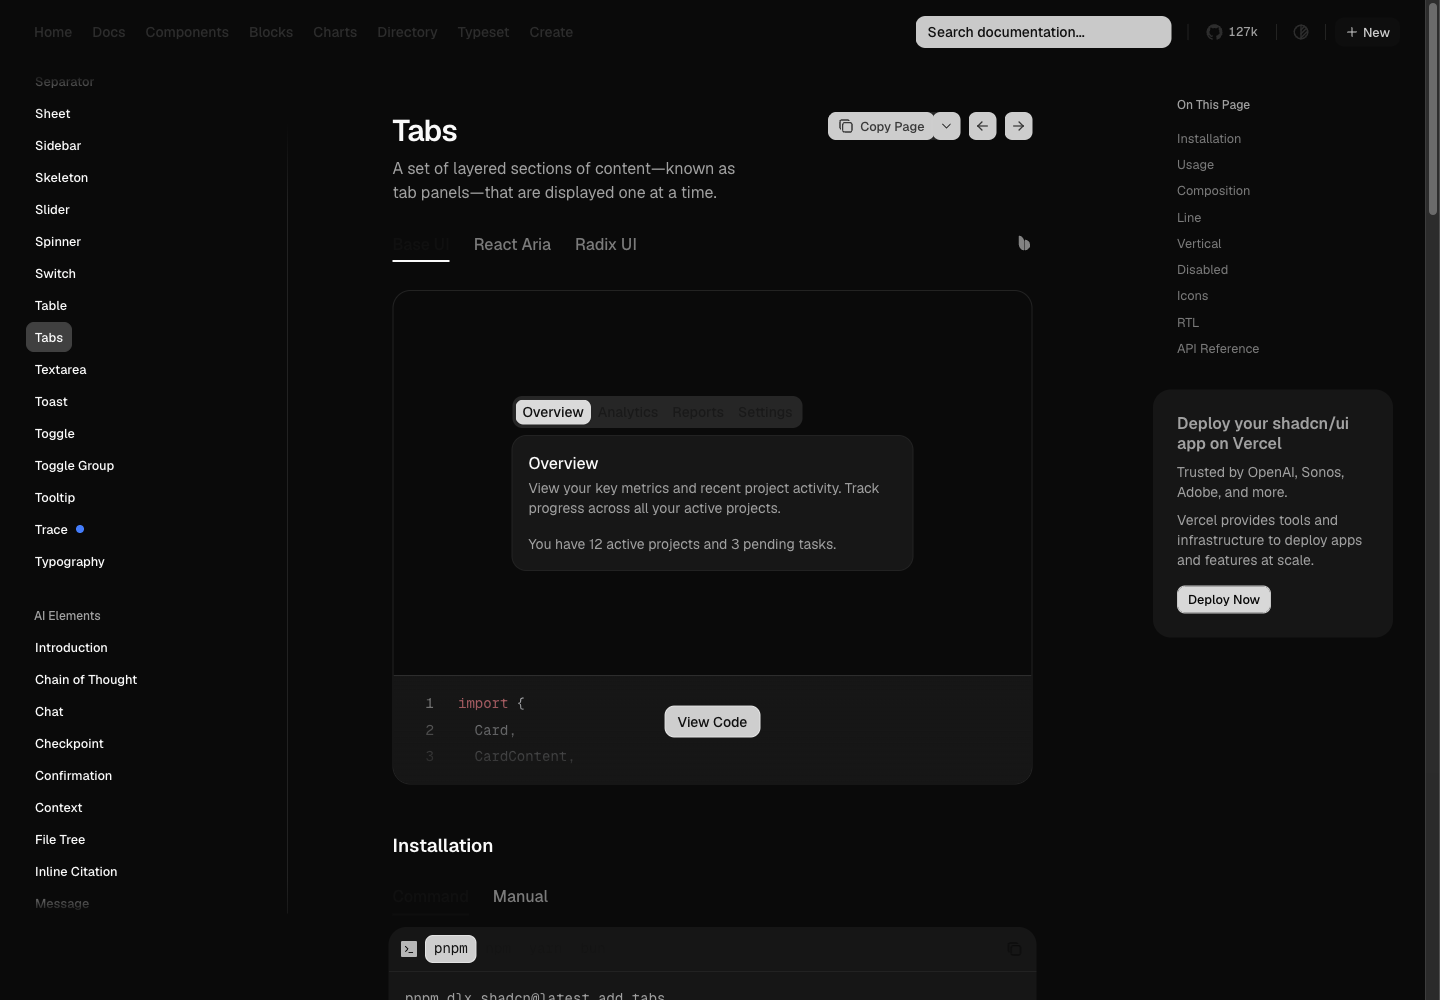 Home Docs Components Blocks Charts Directory Typeset Create
Search documentation...
127k
New
Separator
Sheet
Sidebar
Skeleton
Slider
Spinner
Switch
Table
Tabs
Textarea
Toast
Toggle
Toggle Group
Tooltip
Trace
Typography
AI Elements
Introduction
Chain of Thought
Chat
Checkpoint
Confirmation
Context
File Tree
Inline Citation
Message
Tabs
Copy Page
A set of layered sections of content—known as
tab panels—that are displayed one at a time.
Base UI React Aria Radix UI
Overview Analytics Reports Settings
Overview
View your key metrics and recent project activity. Track
progress across all your active projects.
You have 12 active projects and 3 pending tasks.
1 import {
2 Card,
3 CardContent,
View Code
Installation
Command Manual
pnpm
pnpm dlx shadcn@latest add tabs
On This Page
Installation
Usage
Composition
Line
Vertical
Disabled
Icons
RTL
API Reference
Deploy your shadcn/ui
app on Vercel
Trusted by OpenAI, Sonos,
Adobe, and more.
Vercel provides tools and
infrastructure to deploy apps
and features at scale.
Deploy Now